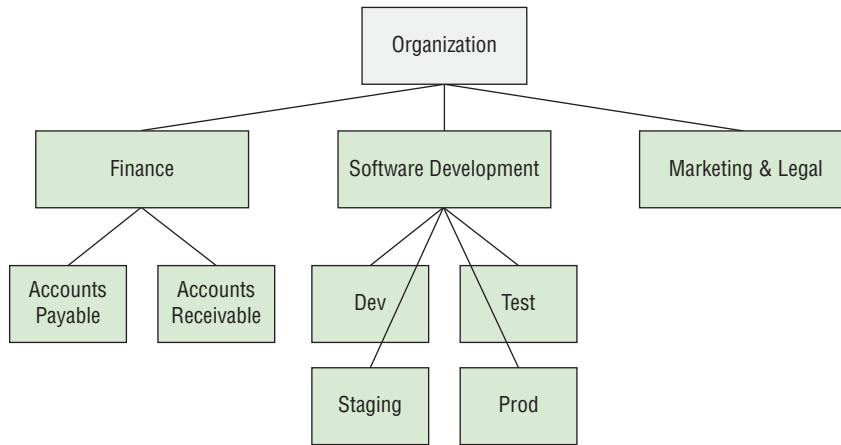 Organization
Finance
Software Development
Marketing & Legal
Accounts
Payable
Accounts
Receivable
Dev
Test
Staging
Prod